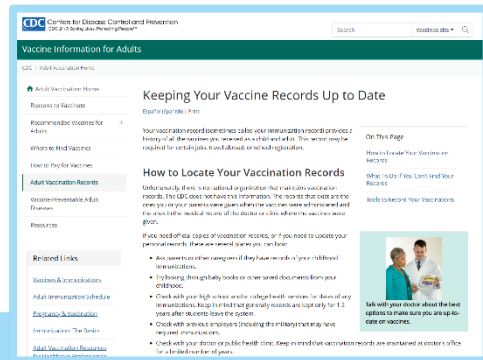 CDC Centers for Disease Control and Prevention
CDC 24/7: Saving Lives, Protecting People™
Search
Vaccines site
Vaccine Information for Adults
CDC > Adult Vaccination Home
Adult Vaccination Home
Reasons to Vaccinate
Recommended Vaccines for
Adults
Where to Find Vaccines
How to Pay for Vaccines
Adult Vaccination Records
Vaccine-Preventable Adult
Diseases
Resources
Related Links
Vaccines & Immunizations
Adult Immunization Schedule
Pregnancy & Vaccination
Immunization: The Basics
Adult Vaccination Resources
for Healthcare Professionals
Keeping Your Vaccine Records Up to Date
Español (Spanish) | Print
Your vaccination record (sometimes called your immunization record) provides a
history of all the vaccines you received as a child and adult. This record may be
required for certain jobs, travel abroad, or school registration.
How to Locate Your Vaccination Records
Unfortunately, there is no national organization that maintains vaccination
records. The CDC does not have this information. The records that exist are the
ones you or your parents were given when the vaccines were administered and
the ones in the medical record of the doctor or clinic where the vaccines were
given.
If you need official copies of vaccination records, or if you need to update your
personal records, there are several places you can look:
• Ask parents or other caregivers if they have records of your childhood
immunizations.
• Try looking through baby books or other saved documents from your
childhood.
• Check with your high school and/or college health services for dates of any
immunizations. Keep in mind that generally records are kept only for 1-2
years after students leave the system.
• Check with previous employers (including the military) that may have
required immunizations.
• Check with your doctor or public health clinic. Keep in mind that vaccination records are maintained at doctor's office
for a limited number of years.
On This Page
How to Locate Your Vaccination
Records
What To Do If You Can't Find Your
Records
Tools to Record Your Vaccinations
Talk with your doctor about the best
options to make sure you are up-to-
date on vaccines.